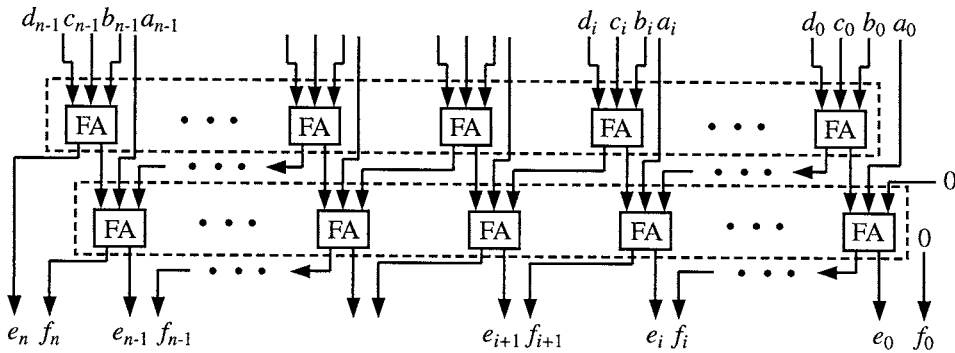 d_{n-1} c_{n-1} b_{n-1} a_{n-1} d_i c_i b_i a_i d_0 c_0 b_0 a_0
FA FA FA FA FA
0
FA FA FA FA FA 0
e_n f_n e_{n-1} f_{n-1} e_{i+1} f_{i+1} e_i f_i e_0 f_0